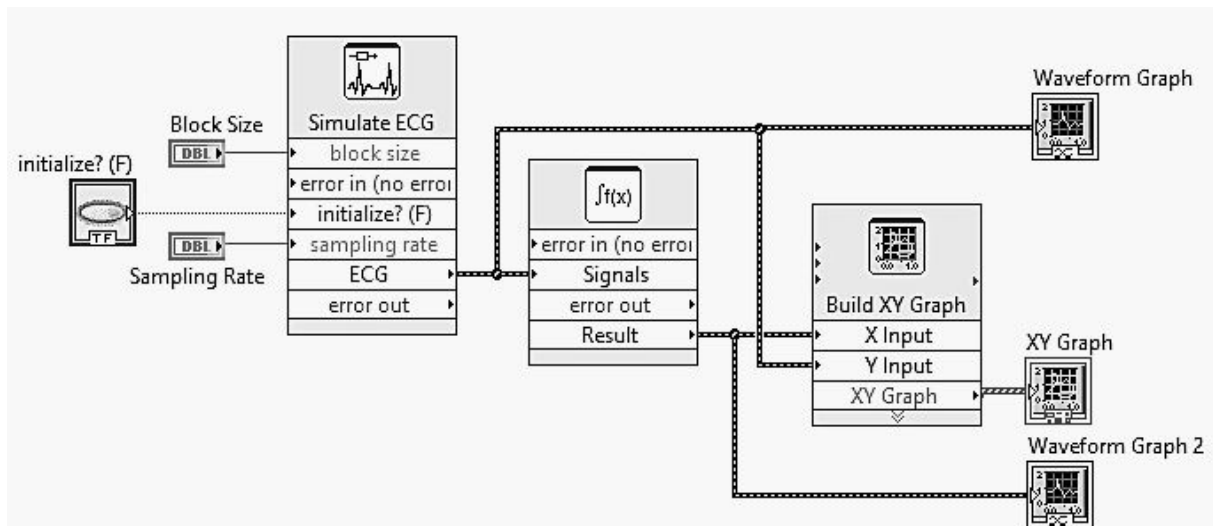 Waveform Graph
Block Size
DBL
initialize? (F)
TF
DBL
Sampling Rate
Simulate ECG
block size
error in (no error
initialize? (F)
sampling rate
ECG
error out
∫f(x)
error in (no error
Signals
error out
Result
Build XY Graph
X Input
Y Input
XY Graph
XY Graph
Waveform Graph 2